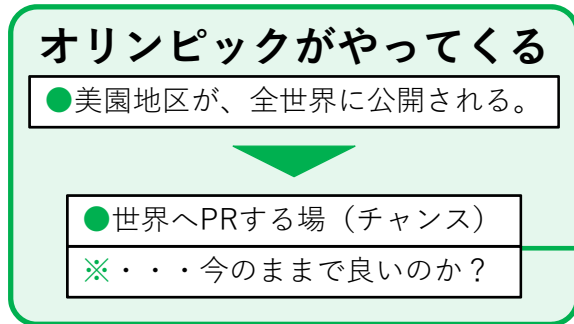 オリンピックがやってくる
●美園地区が、全世界に公開される。
●世界へPRする場（チャンス）
※・・・今のままで良いのか？